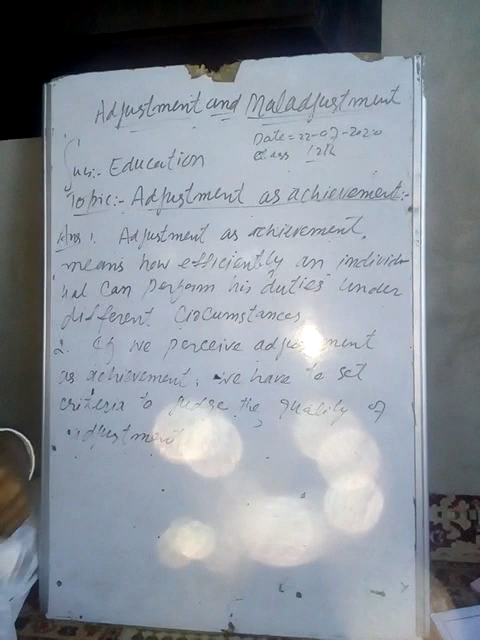 Adjustment and Maladjustment
Date = 22-07-2020
Class 12th
Sub:- Education
Topic:- Adjustment as achievement:-
Ans 1. Adjustment as achievement,
means how efficiently an individ-
ual can perform his duties under
different circumstances
2. If we perceive adjustment
as achievement, we have to set
criteria to judge the quality of
adjustment